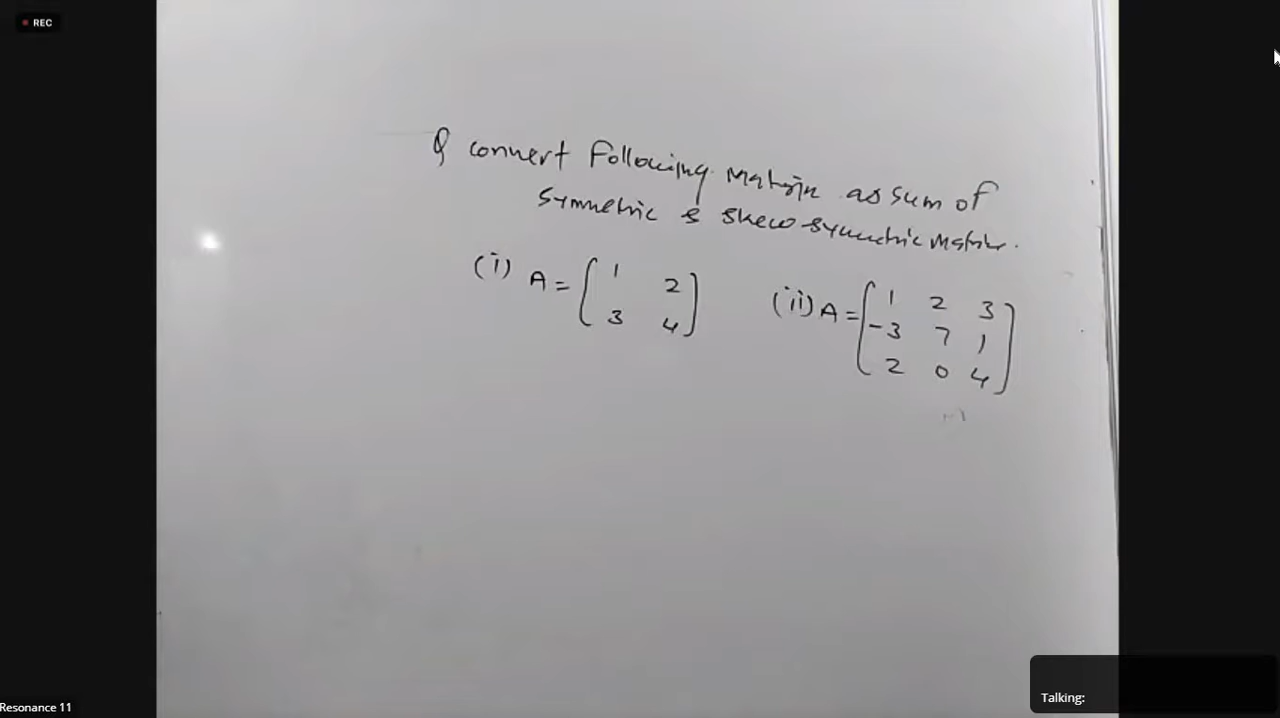 REC
Q convert Following Matrix as sum of
Symmetric & skew-symmetric Matrix.
(i) A = [ 1 2
3 4 ]
(ii) A = [ 1 2 3
-3 7 1
2 0 4 ]
Talking:
Resonance 11